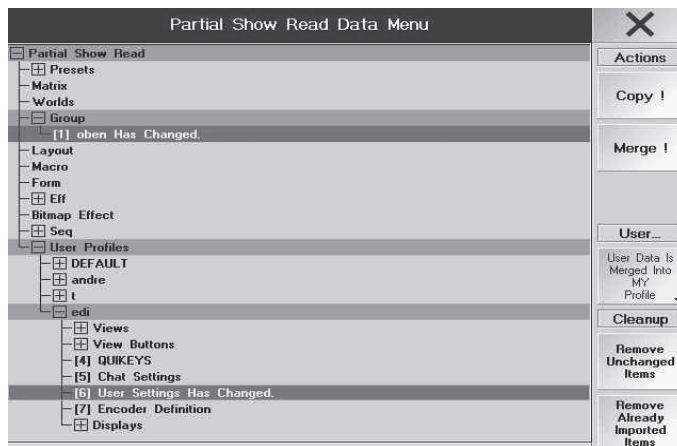 Partial Show Read Data Menu
Partial Show Read
Presets
Matrix
Worlds
Group
[1] oben Has Changed.
Layout
Macro
Form
Eff
Bitmap Effect
Seq
User Profiles
DEFAULT
andre
t
edi
Views
View Buttons
[4] QUIKEYS
[5] Chat Settings
[6] User Settings Has Changed.
[7] Encoder Definition
Displays
Actions
Copy !
Merge !
User...
User Data Is
Merged Into
MY
Profile
Cleanup
Remove
Unchanged
Items
Remove
Already
Imported
Items